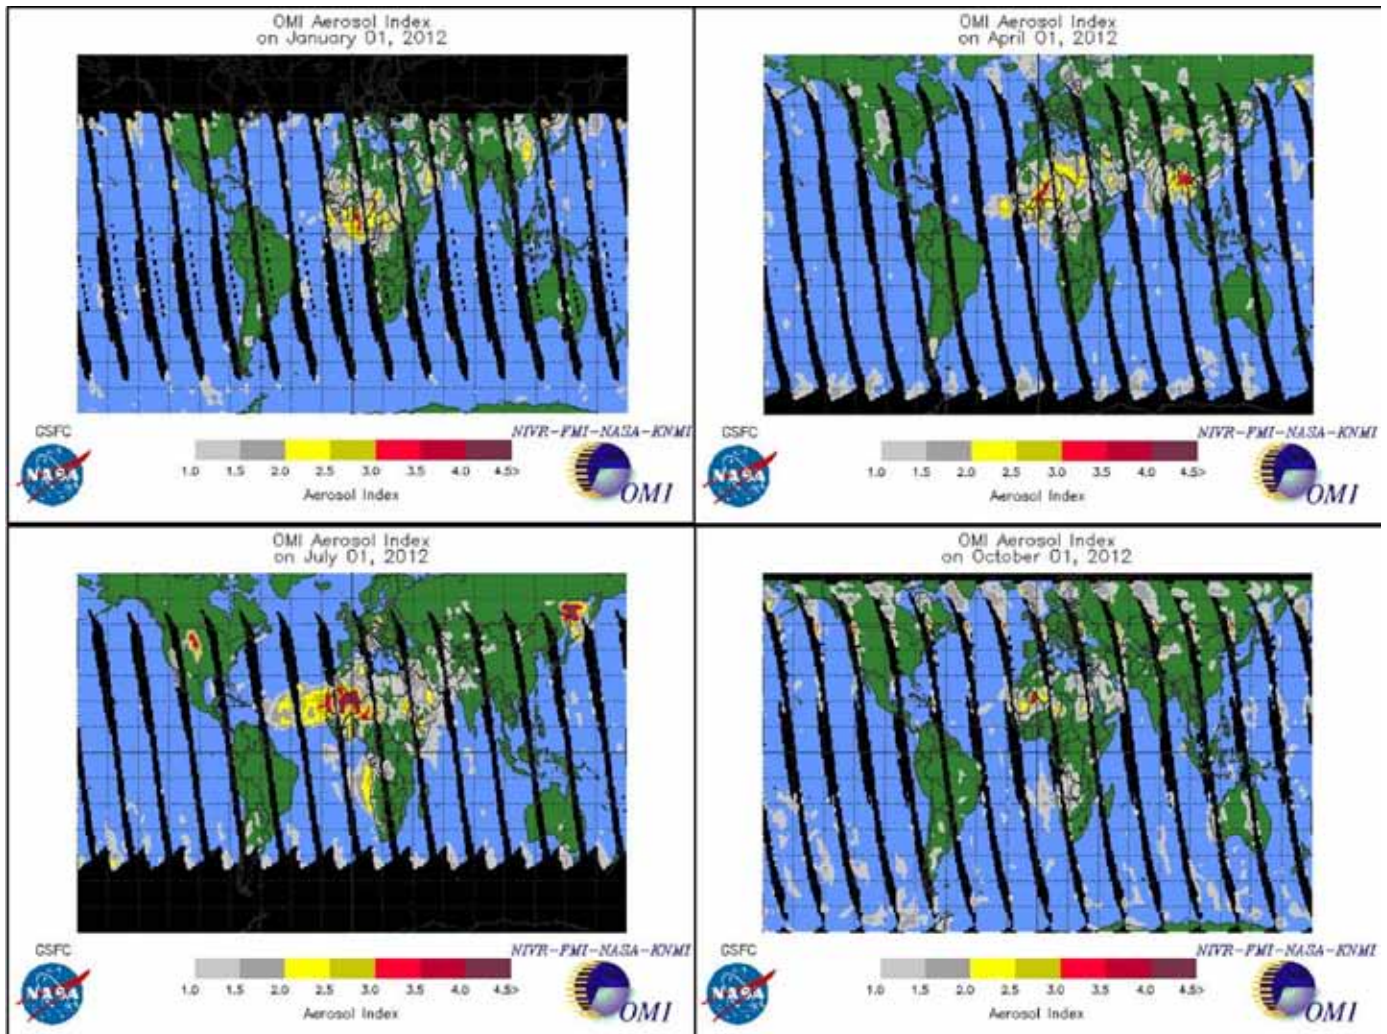 OMI Aerosol Index
on January 01, 2012
GSFC
NASA
NIVR-FMI-NASA-KNMI
1.0 1.5 2.0 2.5 3.0 3.5 4.0 4.5>
Aerosol Index
OMI
OMI Aerosol Index
on April 01, 2012
GSFC
NASA
NIVR-FMI-NASA-KNMI
1.0 1.5 2.0 2.5 3.0 3.5 4.0 4.5>
Aerosol Index
OMI
OMI Aerosol Index
on July 01, 2012
GSFC
NASA
NIVR-FMI-NASA-KNMI
1.0 1.5 2.0 2.5 3.0 3.5 4.0 4.5>
Aerosol Index
OMI
OMI Aerosol Index
on October 01, 2012
GSFC
NASA
NIVR-FMI-NASA-KNMI
1.0 1.5 2.0 2.5 3.0 3.5 4.0 4.5>
Aerosol Index
OMI